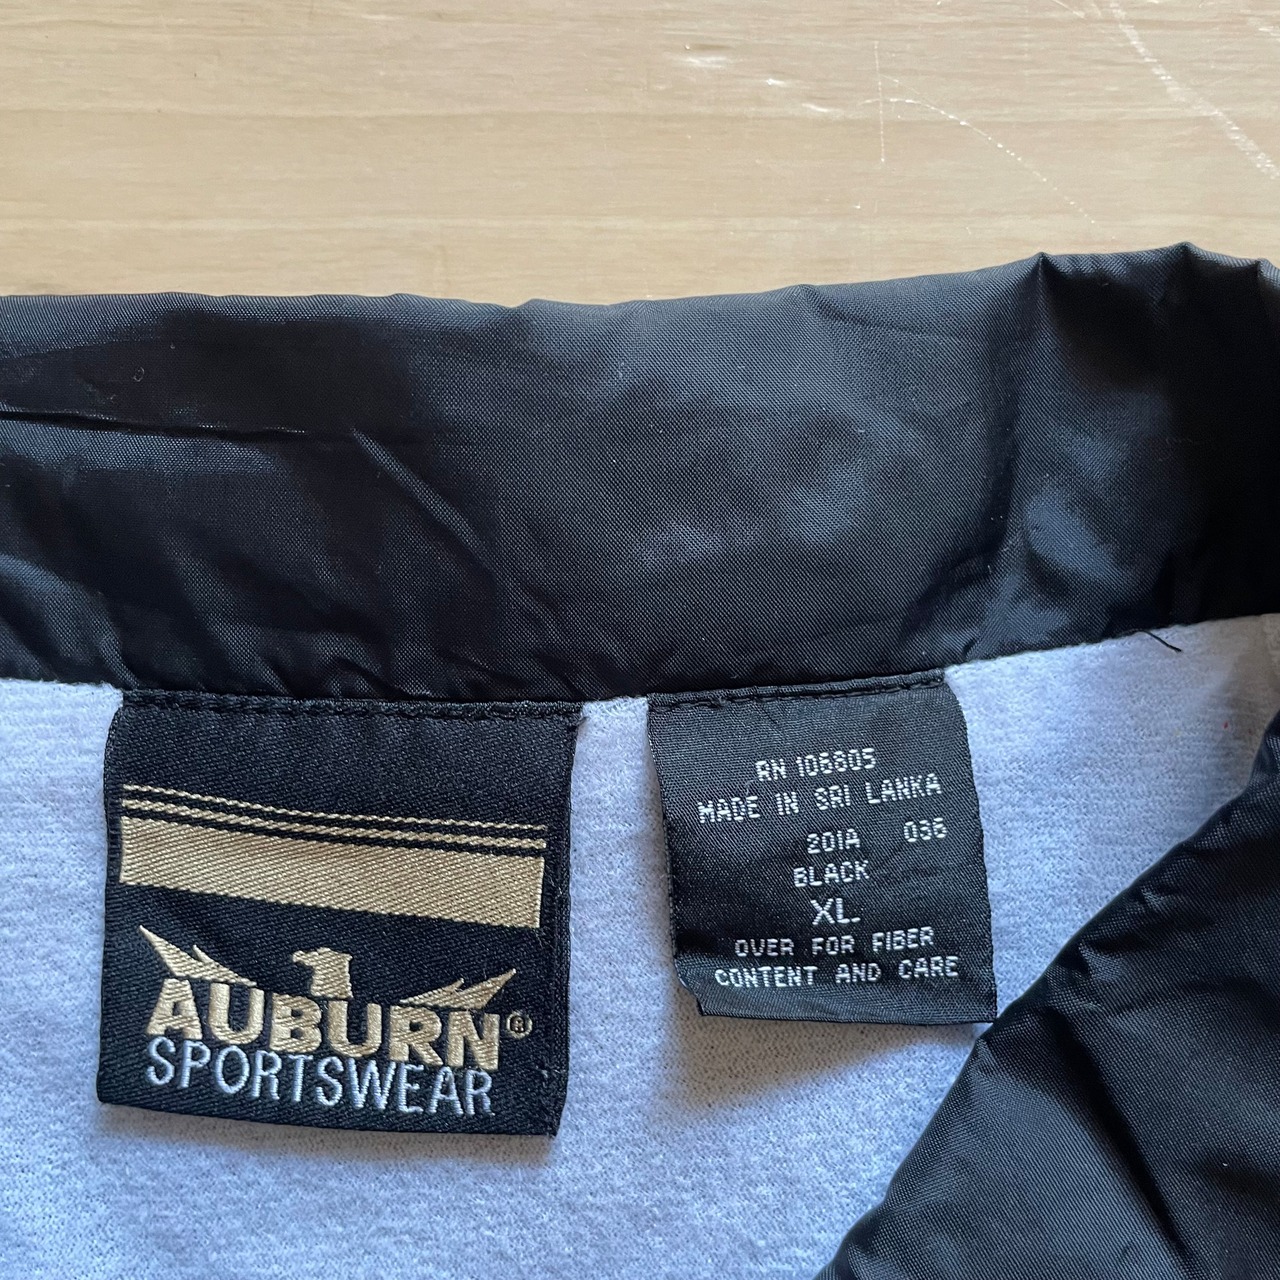 AUBURN®
SPORTSWEAR
RN 106805
MADE IN SRI LANKA
201A 036
BLACK
XL
OVER FOR FIBER
CONTENT AND CARE